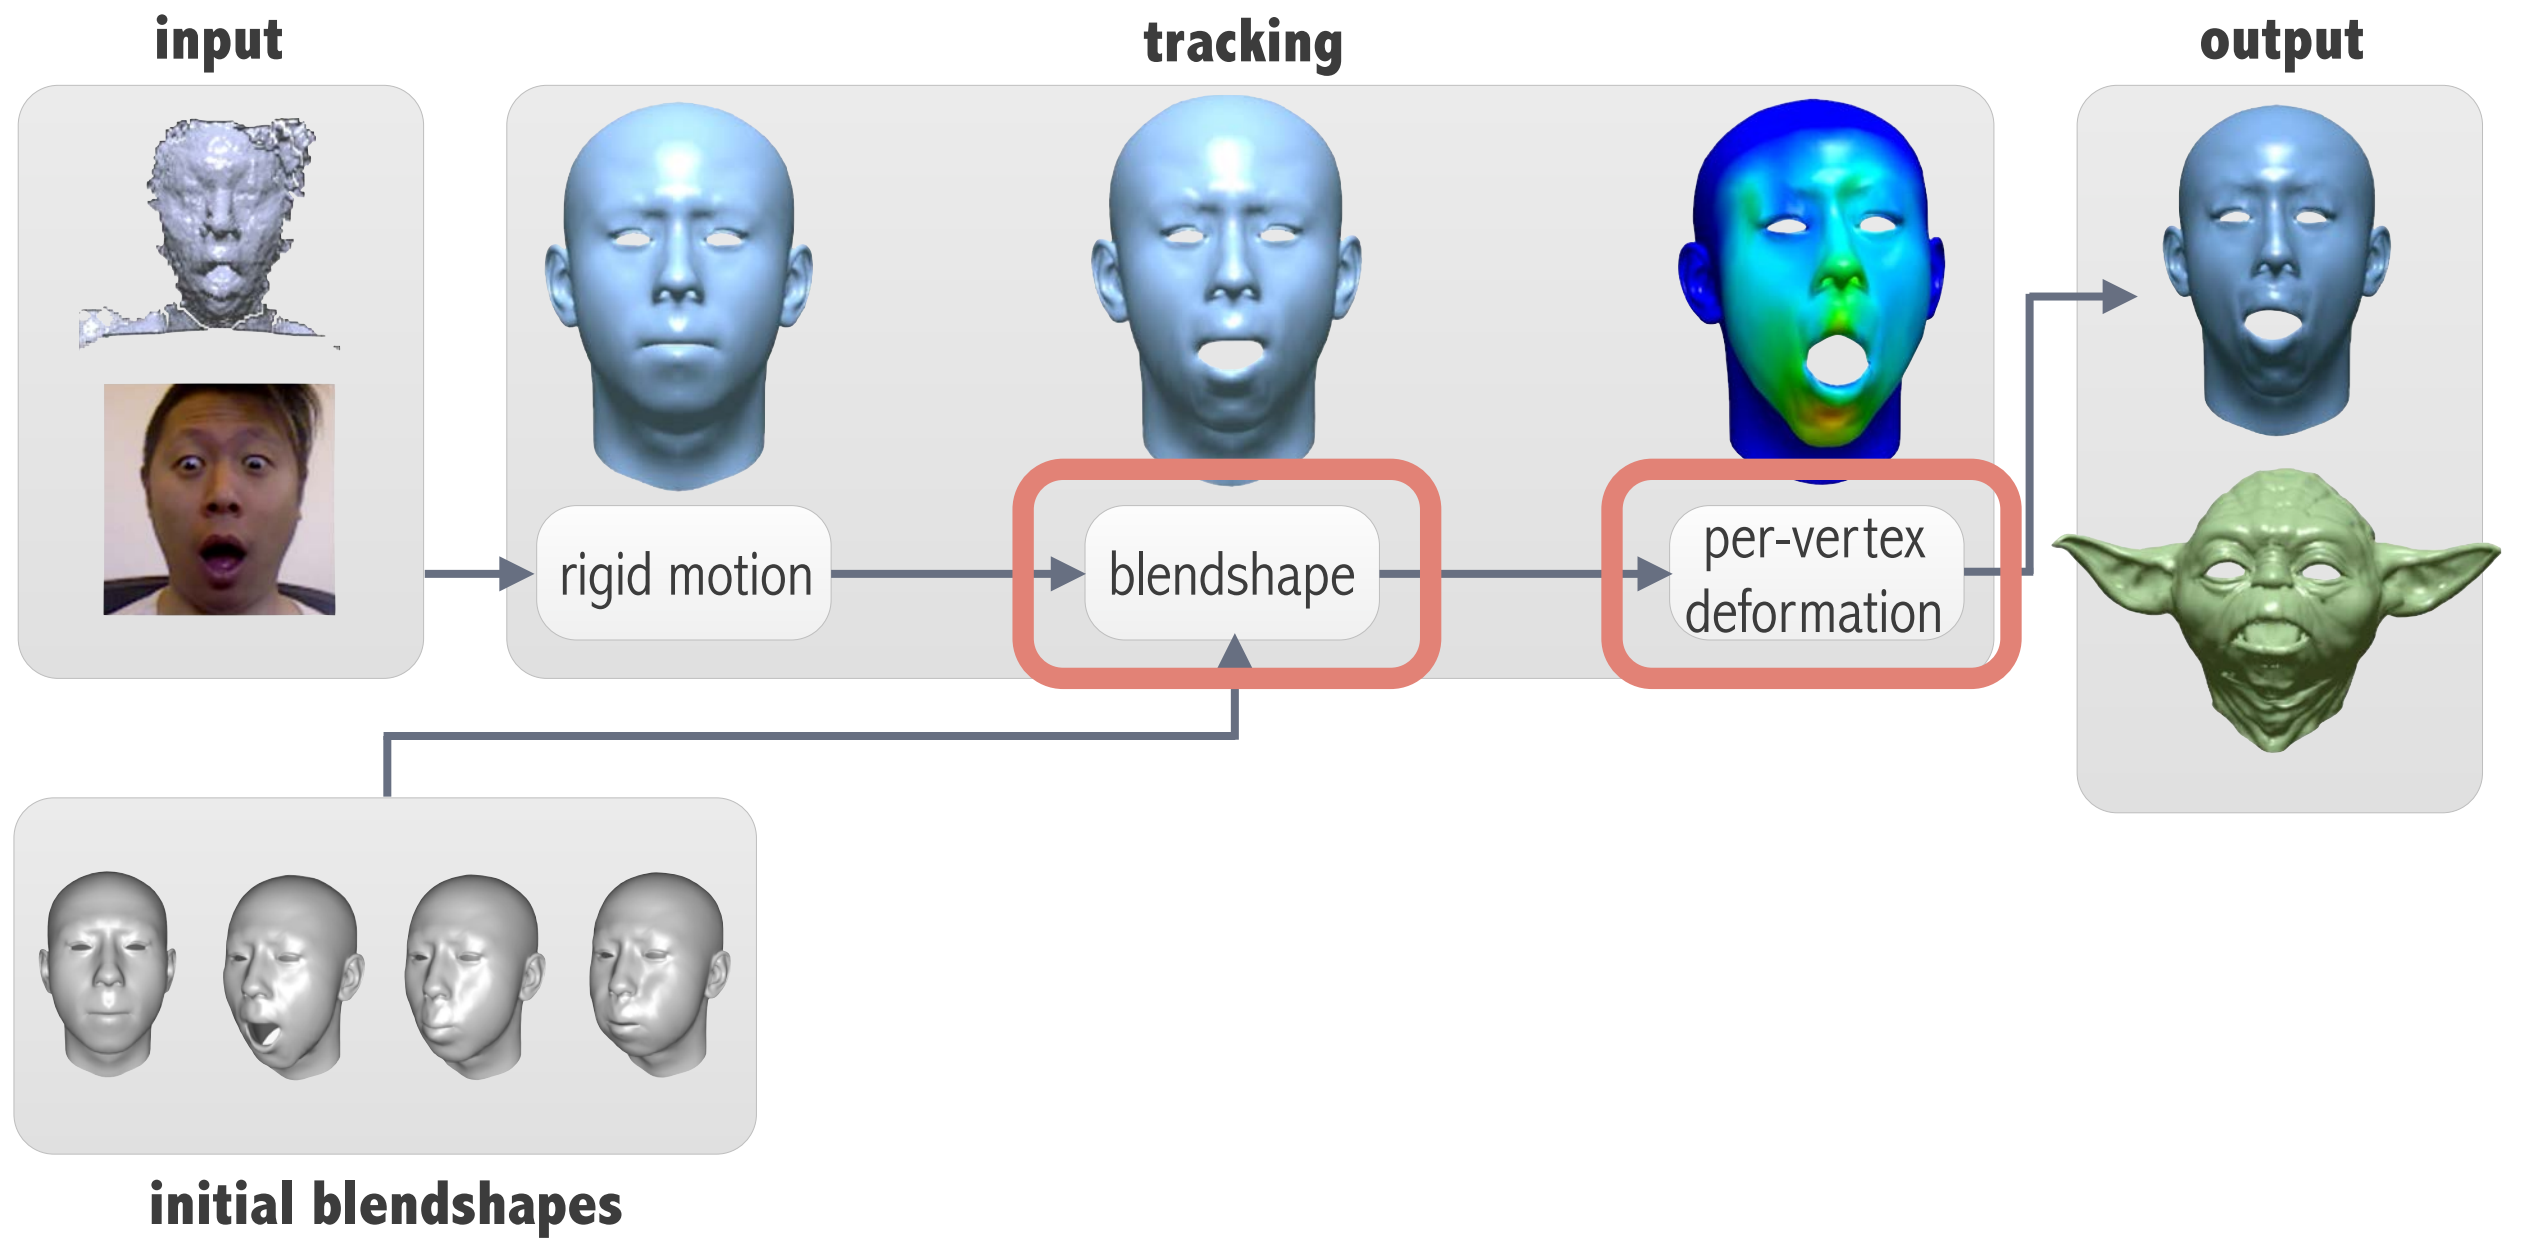 input
tracking
output
rigid motion
blendshape
per-vertex
deformation
initial blendshapes